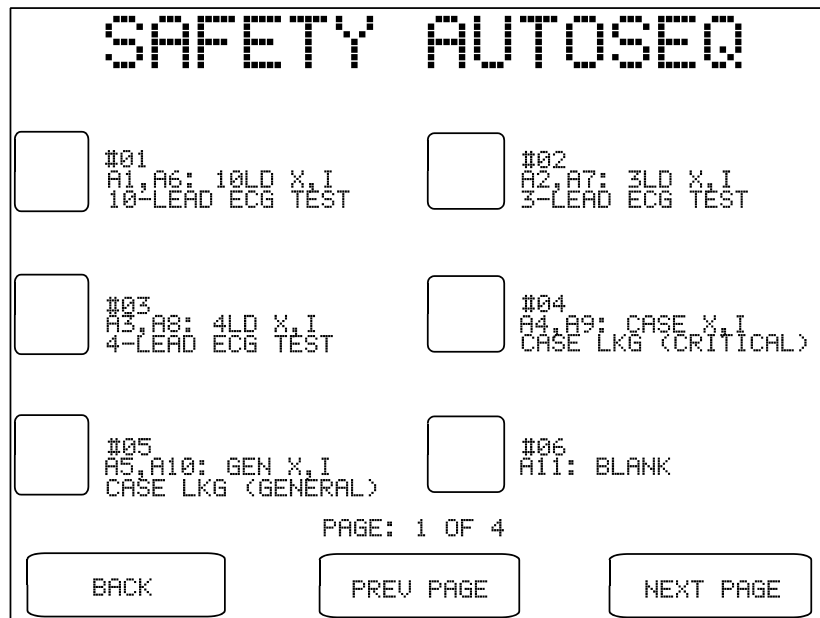 SAFETY AUTOSEQ
#01
A1,A6: 10LD X,I
10-LEAD ECG TEST
#02
A2,A7: 3LD X,I
3-LEAD ECG TEST
#03
A3,A8: 4LD X,I
4-LEAD ECG TEST
#04
A4,A9: CASE X,I
CASE LKG (CRITICAL)
#05
A5,A10: GEN X,I
CASE LKG (GENERAL)
#06
A11: BLANK
PAGE: 1 OF 4
BACK
PREV PAGE
NEXT PAGE